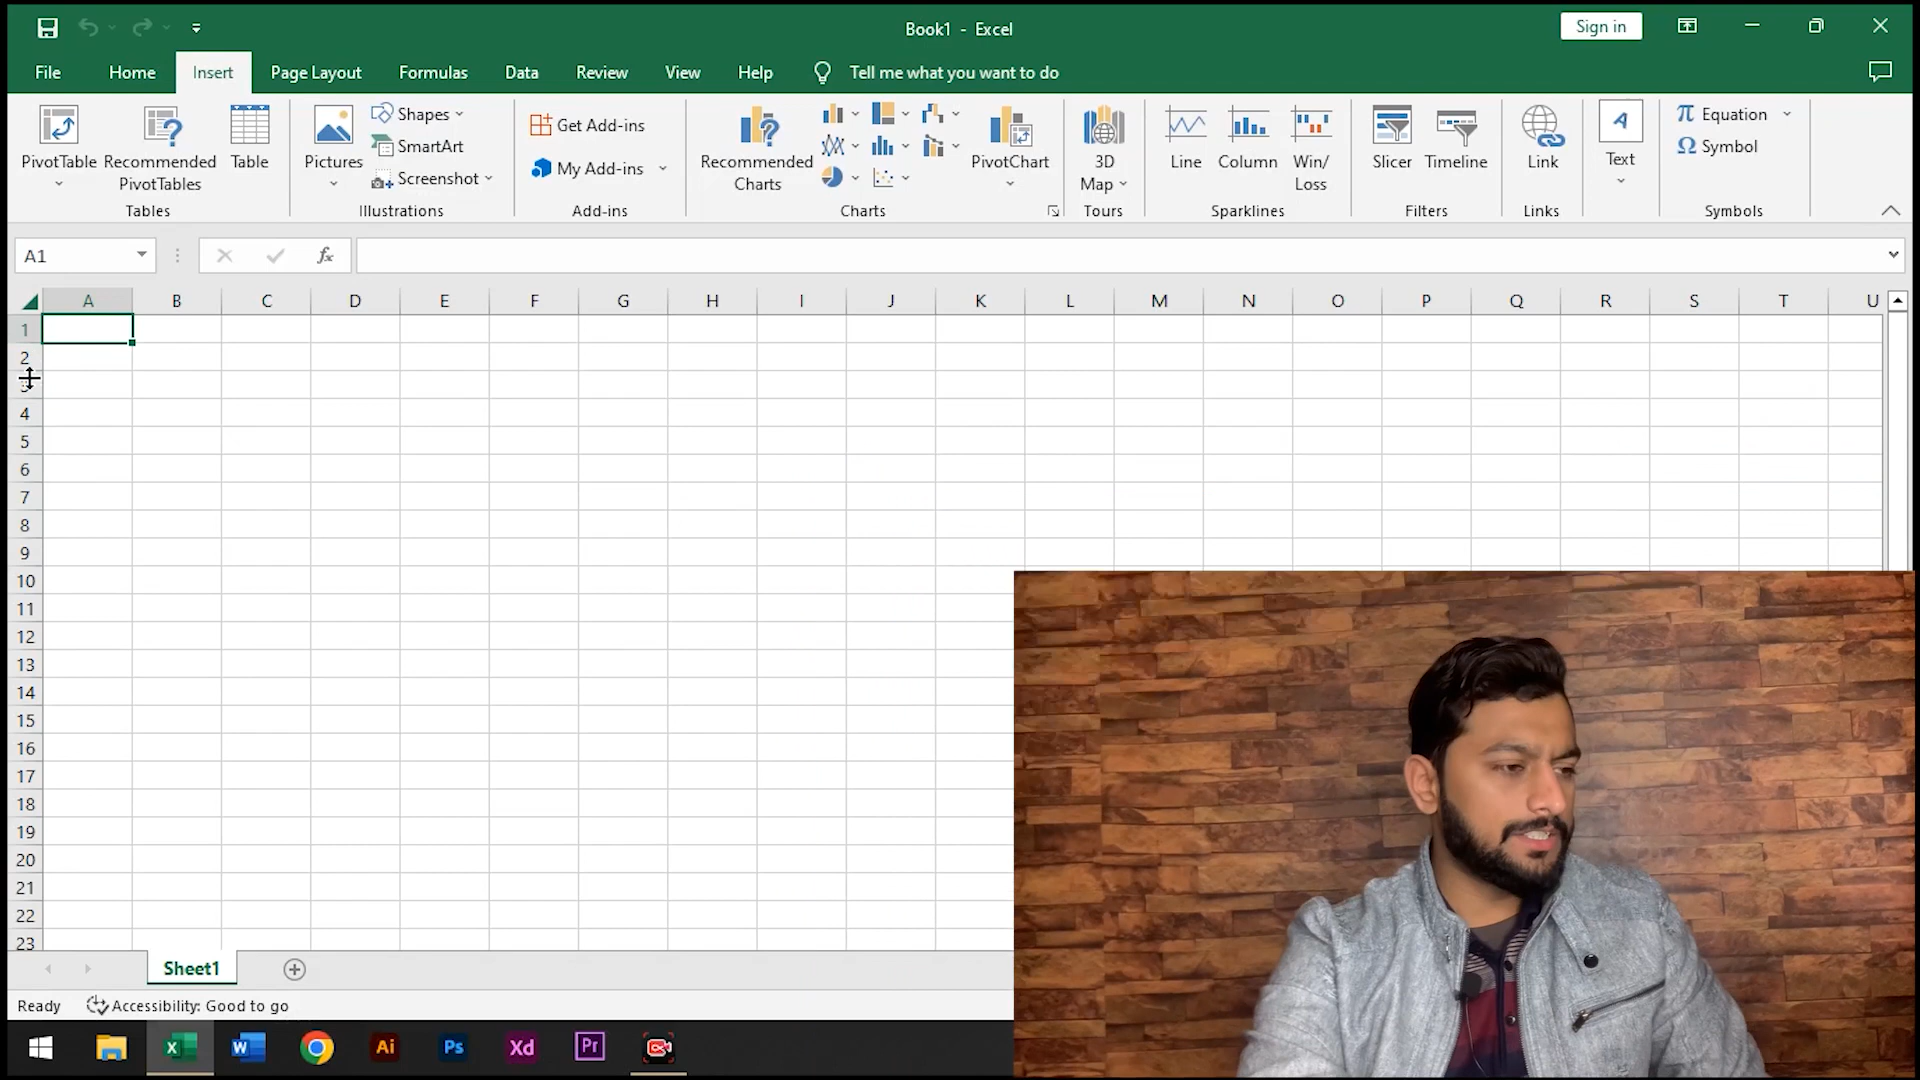 Book1 - Excel
Sign in
File Home Insert Page Layout Formulas Data Review View Help Tell me what you want to do
PivotTable
Recommended PivotTables
Table
Tables
Pictures
Shapes
SmartArt
Screenshot
Illustrations
Get Add-ins
My Add-ins
Add-ins
Recommended Charts
PivotChart
Charts
3D Map
Tours
Line
Column
Win/ Loss
Sparklines
Slicer
Timeline
Filters
Link
Links
A
Text
π Equation
Ω Symbol
Symbols
A1
fx
A B C D E F G H I J K L M N O P Q R S T U
1
2
3
4
5
6
7
8
9
10
11
12
13
14
15
16
17
18
19
20
21
22
23
Sheet1
Ready Accessibility: Good to go
X W Ai Ps Xd Pr